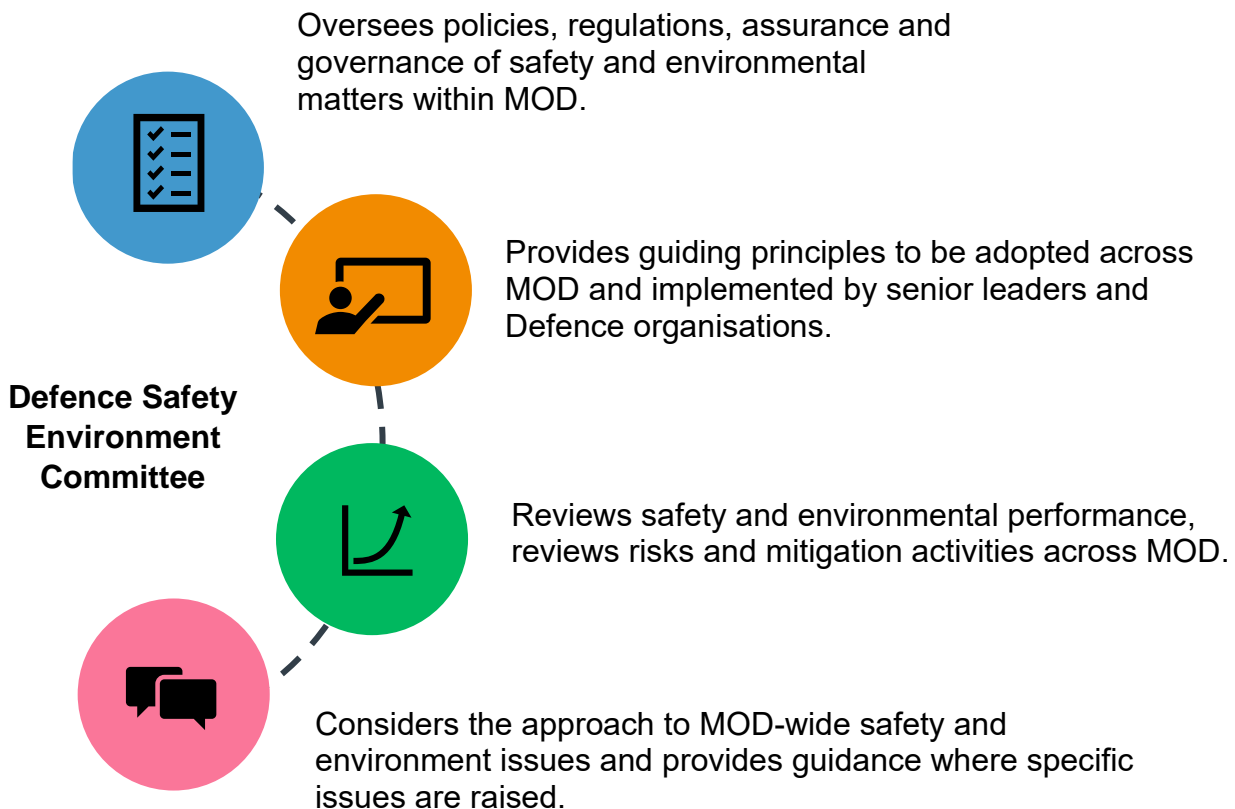 Oversees policies, regulations, assurance and
governance of safety and environmental
matters within MOD.
Provides guiding principles to be adopted across
MOD and implemented by senior leaders and
Defence organisations.
Defence Safety
Environment
Committee
Reviews safety and environmental performance,
reviews risks and mitigation activities across MOD.
Considers the approach to MOD-wide safety and
environment issues and provides guidance where specific
issues are raised.